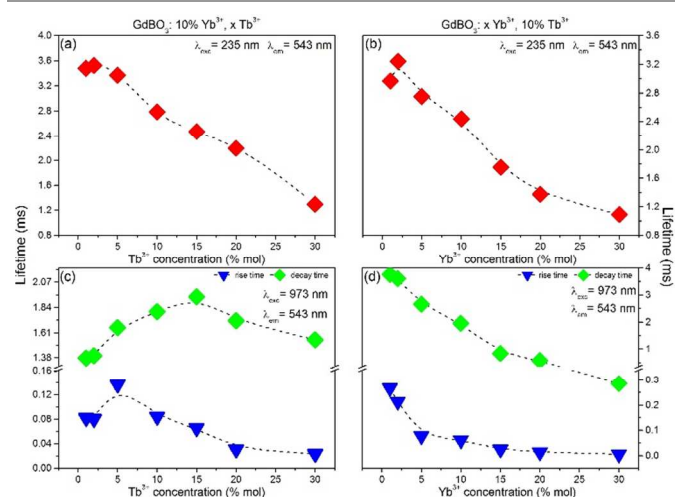 GdBO₃: 10% Yb³⁺, x Tb³⁺
GdBO₃: x Yb³⁺, 10% Tb³⁺
(a)
λexc = 235 nm λem = 543 nm
4.0
3.6
3.2
2.8
2.4
2.0
1.6
1.2
0.8
0 5 10 15 20 25 30
Tb³⁺ concentration (% mol)
(b)
λexc = 235 nm λem = 543 nm
3.6
3.2
2.8
2.4
2.0
1.6
1.2
0.8
0 5 10 15 20 25 30
Yb³⁺ concentration (% mol)
Lifetime (ms)
Lifetime (ms)
(c)
rise time decay time
λexc = 973 nm
λem = 543 nm
2.07
1.84
1.61
1.38
0.16
0.12
0.08
0.04
0.00
0 5 10 15 20 25 30
Tb³⁺ concentration (% mol)
(d)
rise time decay time
λexc = 973 nm
λem = 543 nm
4
3
2
1
0.3
0.2
0.1
0.0
0 5 10 15 20 25 30
Yb³⁺ concentration (% mol)